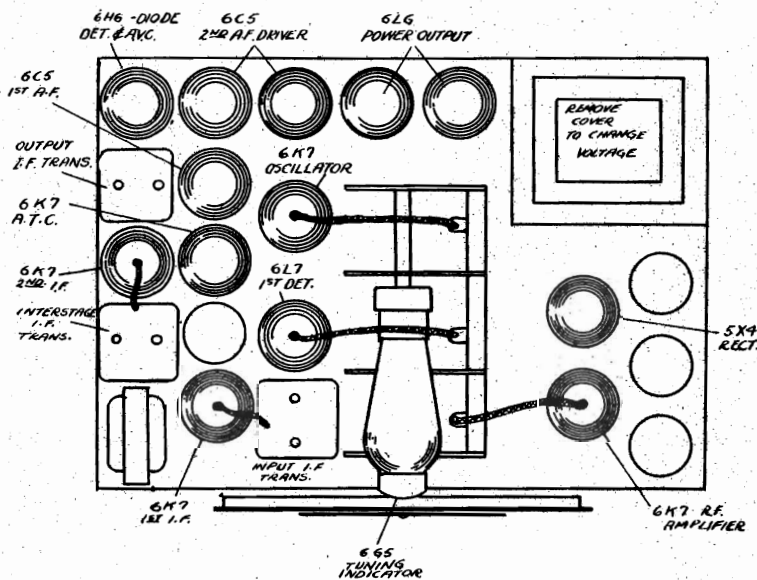 6H6 -DIODE
DET. & AVC.
6C5
2ND A.F. DRIVER
6L6
POWER OUTPUT
6C5
1ST A.F.
REMOVE
COVER
TO CHANGE
VOLTAGE
OUTPUT
I.F. TRANS.
6K7
OSCILLATOR
6K7
A.T.C.
6K7
2ND I.F.
6L7
1ST DET.
INTERSTAGE
I.F.
TRANS.
5X4
RECT.
INPUT I.F
TRANS.
6K7
1ST I.F.
6K7 R.F.
AMPLIFIER
6G5
TUNING
INDICATOR